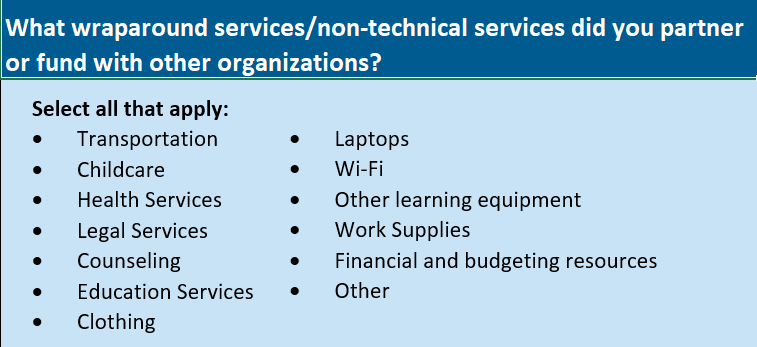 What wraparound services/non-technical services did you partner
or fund with other organizations?
Select all that apply:
• Transportation
• Childcare
• Health Services
• Legal Services
• Counseling
• Education Services
• Clothing
• Laptops
• Wi-Fi
• Other learning equipment
• Work Supplies
• Financial and budgeting resources
• Other